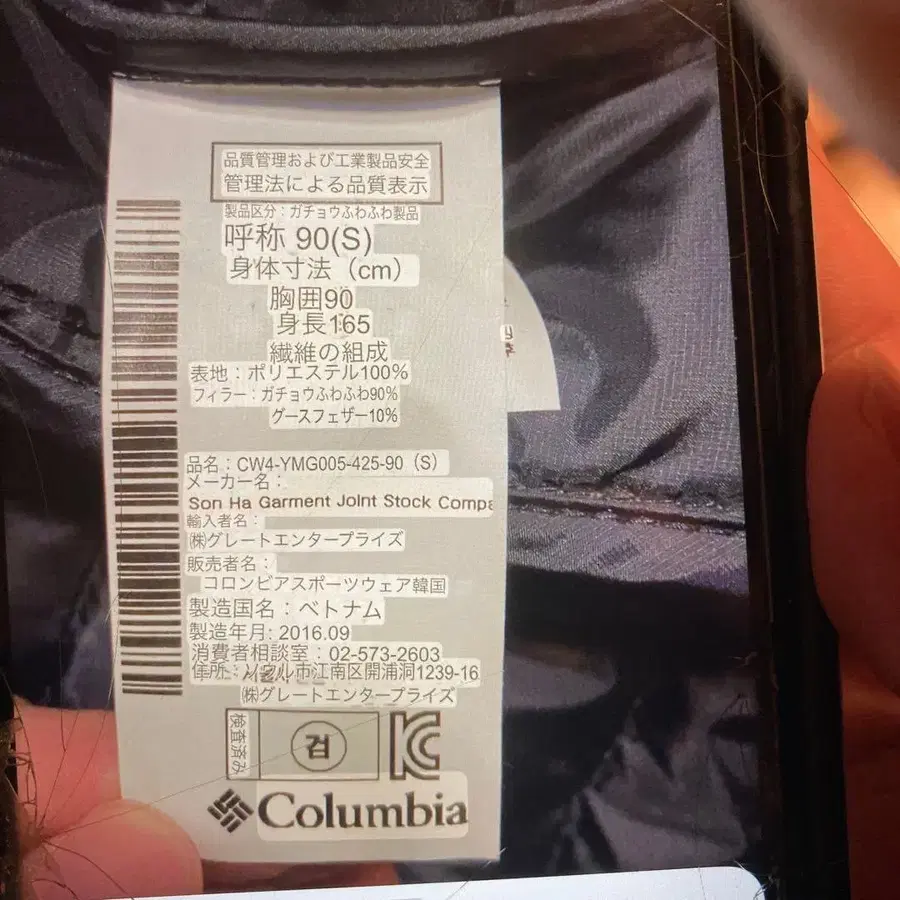 品質管理および工業製品安全
管理法による品質表示
製品区分：ガチョウふわふわ製品
呼称 90(S)
身体寸法（cm）
胸囲90
身長165
繊維の組成
表地：ポリエステル100%
フィラー：ガチョウふわふわ90%
グースフェザー10%
品名：CW4-YMG005-425-90（S）
メーカー名：
Son Ha Garment Joint Stock Compa
輸入者名：
㈱グレートエンタープライズ
販売者名：
コロンビアスポーツウェア韓国
製造国名：ベトナム
製造年月: 2016.09
消費者相談室：02-573-2603
住所：ソウル市江南区開浦洞1239-16
㈱グレートエンタープライズ
検査済み
검
KC
Columbia